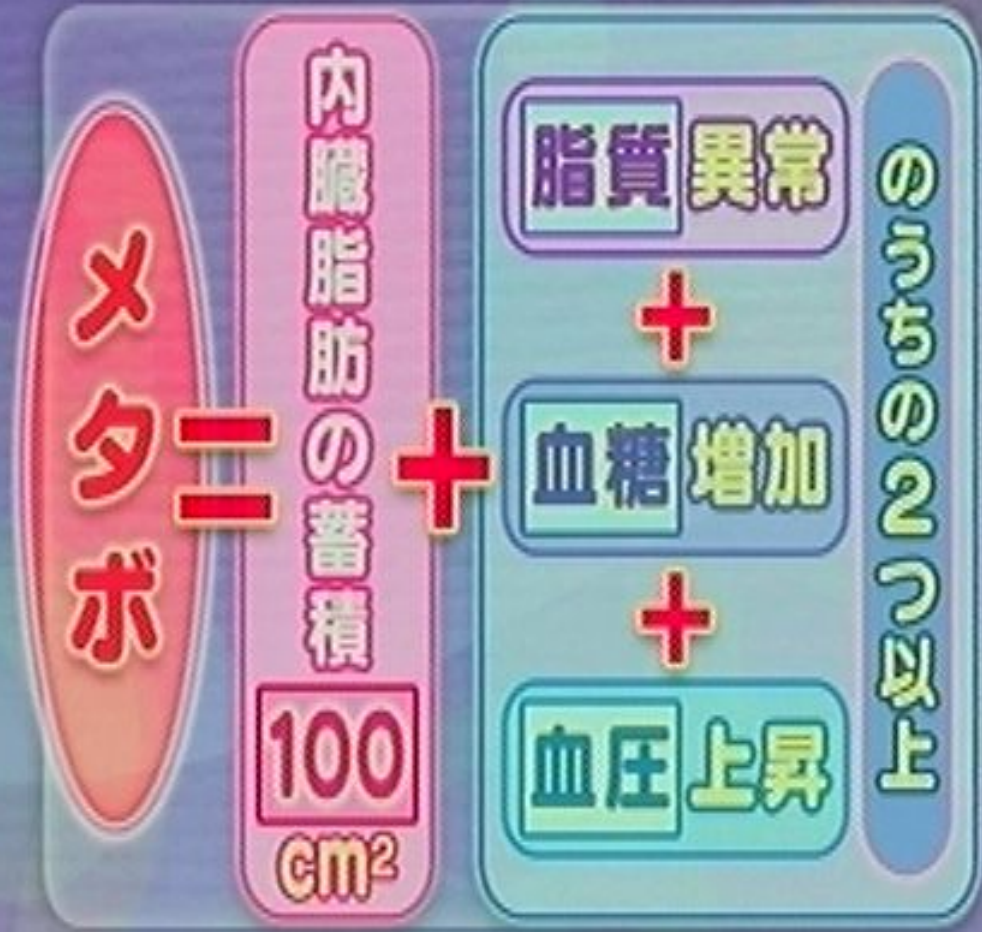 メタボ
=
内臓脂肪の蓄積
100
cm²
+
脂質異常
+
血糖増加
+
血圧上昇
のうちの2つ以上